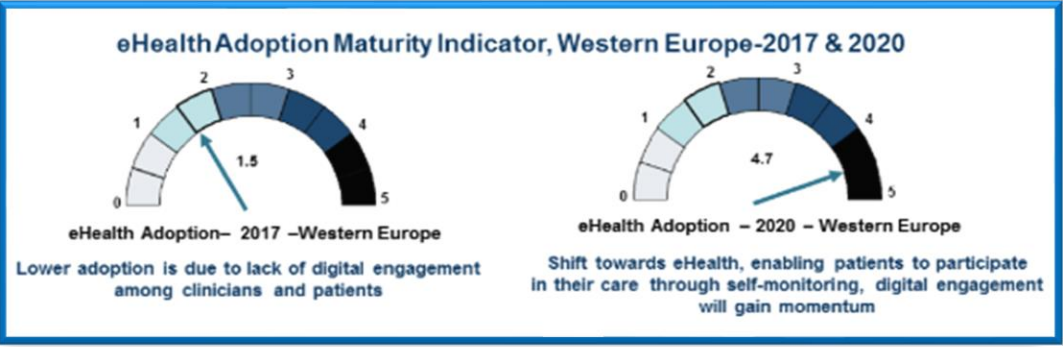 eHealth Adoption Maturity Indicator, Western Europe-2017 & 2020
0
1
2
3
4
5
1.5
eHealth Adoption– 2017 –Western Europe
Lower adoption is due to lack of digital engagement
among clinicians and patients
0
1
2
3
4
5
4.7
eHealth Adoption – 2020 – Western Europe
Shift towards eHealth, enabling patients to participate
in their care through self-monitoring, digital engagement
will gain momentum